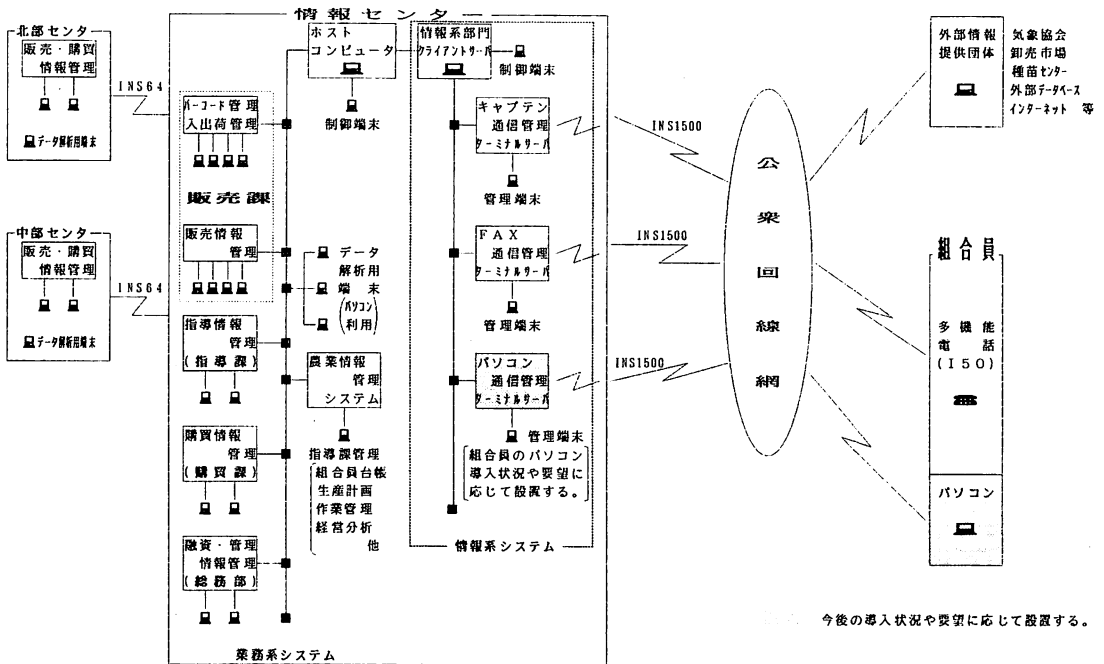 情報センター
北部センタ
販売・購買
情報管理
データ解析用端末
INS64
中部センター
販売・購買
情報管理
データ解析用端末
INS64
バーコード管理
入出荷管理
販売課
販売情報
管理
指導情報
管理
(指導課)
購買情報
管理
(購買課)
融資・管理
情報管理
(総務部)
業務系システム
ホスト
コンピュータ
制御端末
データ
解析用
端末
(パソコン
利用)
農業情報
管理
システム
指導課管理
組合員台帳
生産計画
作業管理
経営分析
他
情報系部門
クライアントサーバ
制御端末
キャプテン
通信管理
ターミナルサーバ
管理端末
FAX
通信管理
ターミナルサーバ
管理端末
パソコン
通信管理
ターミナルサーバ
管理端末
組合員のパソコン
導入状況や要望に
応じて設置する。
情報系システム
INS1500
INS1500
INS1500
公衆回線網
外部情報
提供団体
気象協会
卸売市場
種苗センター
外部データベース
インターネット 等
組合員
多機能
電話
(I50)
パソコン
今後の導入状況や要望に応じて設置する。